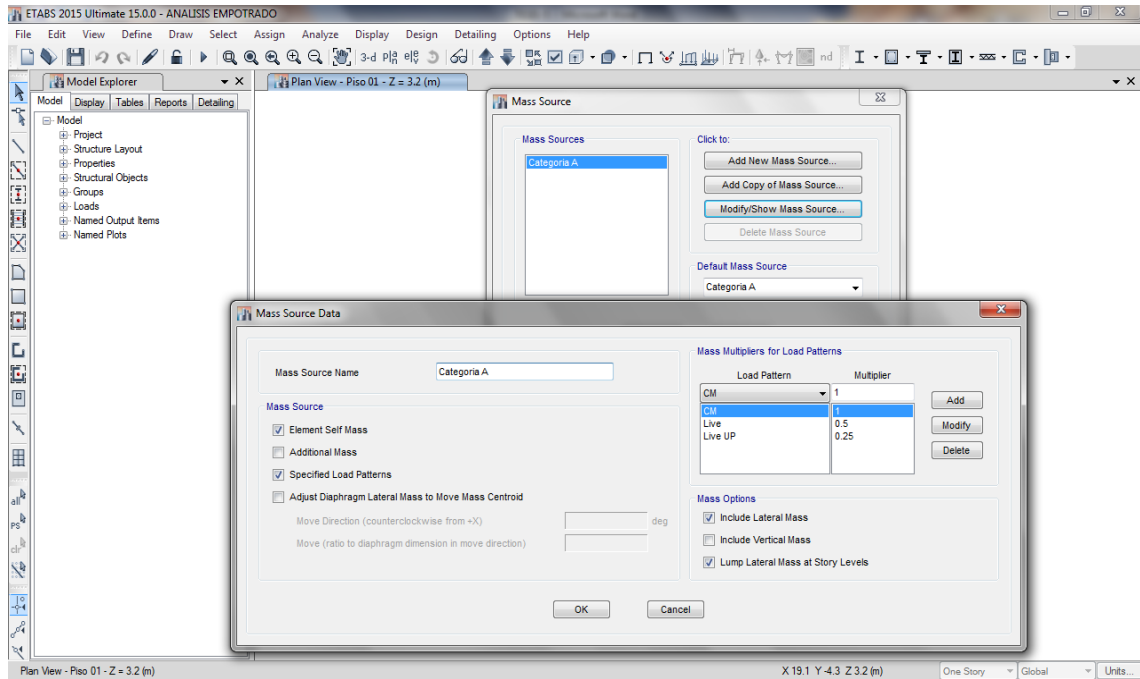 ETABS 2015 Ultimate 15.0.0 - ANALISIS EMPOTRADO
File Edit View Define Draw Select Assign Analyze Display Design Detailing Options Help
3-d plä elë nd
Model Explorer
Plan View - Piso 01 - Z = 3.2 (m)
Model Display Tables Reports Detailing
Model
Project
Structure Layout
Properties
Structural Objects
Groups
Loads
Named Output Items
Named Plots
Mass Source
Mass Sources
Categoria A
Click to:
Add New Mass Source...
Add Copy of Mass Source...
Modify/Show Mass Source...
Delete Mass Source
Default Mass Source
Categoria A
Mass Source Data
Mass Source Name Categoria A
Mass Source
Element Self Mass
Additional Mass
Specified Load Patterns
Adjust Diaphragm Lateral Mass to Move Mass Centroid
Move Direction (counterclockwise from +X) deg
Move (ratio to diaphragm dimension in move direction)
Mass Multipliers for Load Patterns
Load Pattern Multiplier
CM 1
CM 1
Live 0.5
Live UP 0.25
Add
Modify
Delete
Mass Options
Include Lateral Mass
Include Vertical Mass
Lump Lateral Mass at Story Levels
OK Cancel
all
PS
clr
Plan View - Piso 01 - Z = 3.2 (m) X 19.1 Y -4.3 Z 3.2 (m) One Story Global Units...